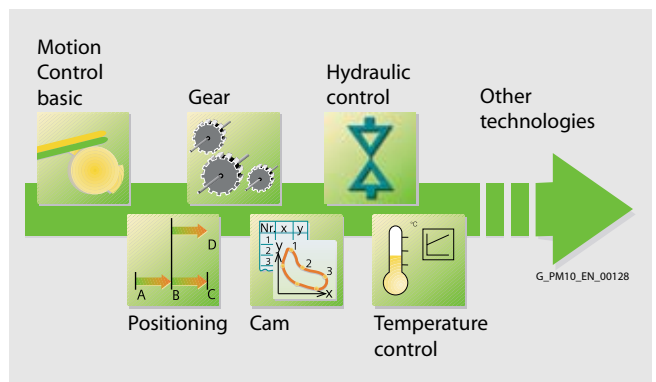 Motion
Control
basic
Gear
Hydraulic
control
Other
technologies
A
B
C
D
Positioning
Nr. x y
1
2
3
y
1
2
3
x
Cam
°C
Temperature
control
G_PM10_EN_00128